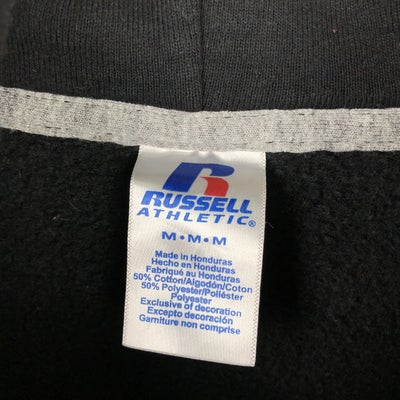 RUSSELL
ATHLETIC®
M•M•M
Made in Honduras
Hecho en Honduras
Fabriqué au Honduras
50% Cotton/Algodón/Coton
50% Polyester/Poliéster
Polyester
Exclusive of decoration
Excepto decoración
Garniture non comprise